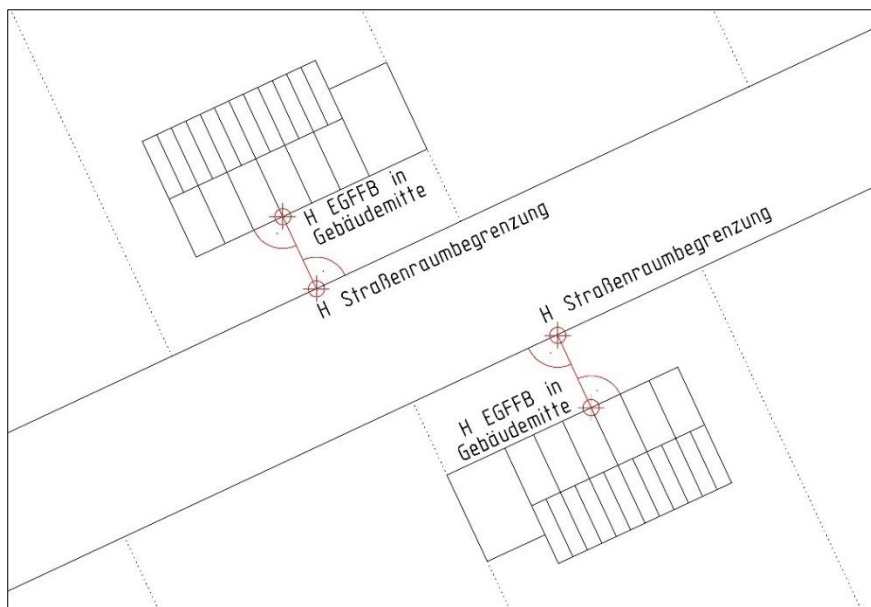 H EGFFB in
Gebäudemitte
H Straßenraumbegrenzung
H Straßenraumbegrenzung
H EGFFB in
Gebäudemitte